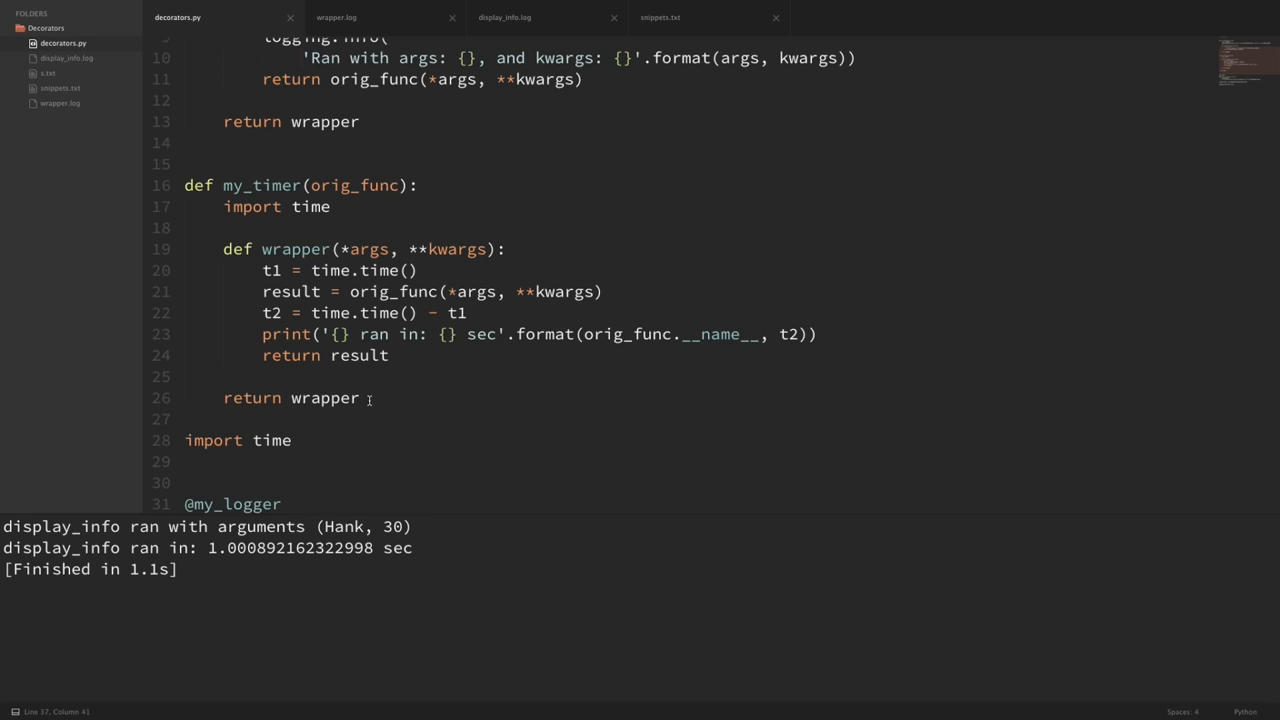 FOLDERS
Decorators
decorators.py
display_info.log
s.txt
snippets.txt
wrapper.log
decorators.py
wrapper.log
display_info.log
snippets.txt
9 logging.info(
10 'Ran with args: {}, and kwargs: {}'.format(args, kwargs))
11 return orig_func(*args, **kwargs)
12
13 return wrapper
14
15
16 def my_timer(orig_func):
17 import time
18
19 def wrapper(*args, **kwargs):
20 t1 = time.time()
21 result = orig_func(*args, **kwargs)
22 t2 = time.time() - t1
23 print('{} ran in: {} sec'.format(orig_func.__name__, t2))
24 return result
25
26 return wrapper
27
28 import time
29
30
31 @my_logger
display_info ran with arguments (Hank, 30)
display_info ran in: 1.000892162322998 sec
[Finished in 1.1s]
Line 37, Column 41
Spaces: 4
Python